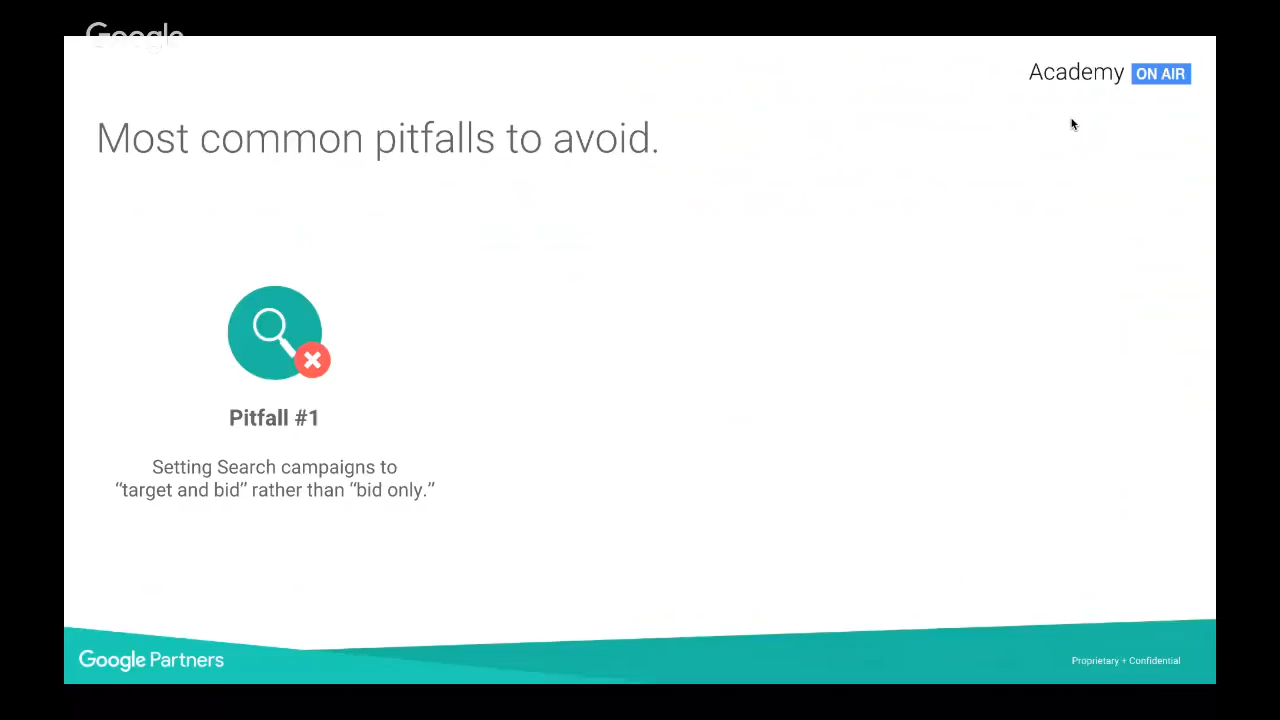 Google
Academy ON AIR
Most common pitfalls to avoid.
Pitfall #1
Setting Search campaigns to
“target and bid” rather than “bid only.”
Google Partners
Proprietary + Confidential